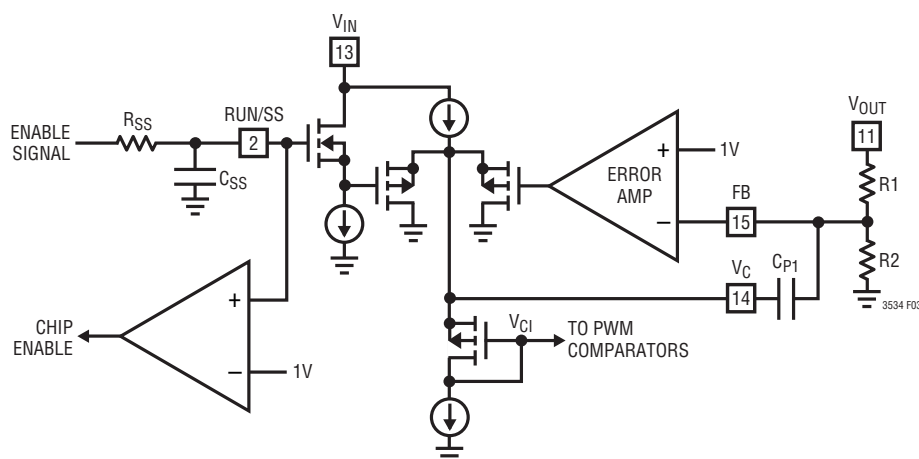 V_IN
13
ENABLE
SIGNAL
R_SS
C_SS
RUN/SS
2
CHIP
ENABLE
+
–
1V
ERROR
AMP
+
–
1V
V_OUT
11
R1
R2
FB
15
V_C
14
C_P1
V_CI
TO PWM
COMPARATORS
3534 F03